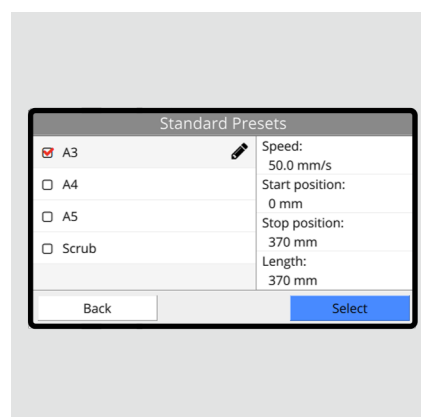 Standard Presets
A3
A4
A5
Scrub
Speed:
50.0 mm/s
Start position:
0 mm
Stop position:
370 mm
Length:
370 mm
Back
Select